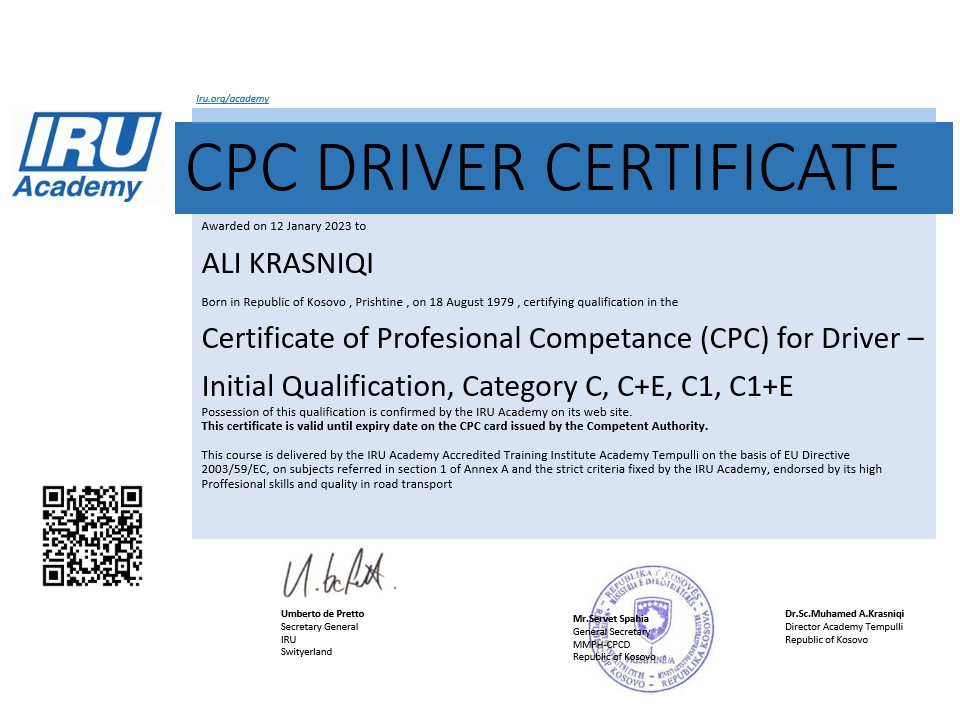 Iru.org/academy
IRU
Academy
CPC DRIVER CERTIFICATE
Awarded on 12 Janary 2023 to
ALI KRASNIQI
Born in Republic of Kosovo , Prishtine , on 18 August 1979 , certifying qualification in the
Certificate of Profesional Competance (CPC) for Driver –
Initial Qualification, Category C, C+E, C1, C1+E
Possession of this qualification is confirmed by the IRU Academy on its web site.
This certificate is valid until expiry date on the CPC card issued by the Competent Authority.
This course is delivered by the IRU Academy Accredited Training Institute Academy Tempulli on the basis of EU Directive
2003/59/EC, on subjects referred in section 1 of Annex A and the strict criteria fixed by the IRU Academy, endorsed by its high
Proffesional skills and quality in road transport
Umberto de Pretto
Secretary General
IRU
Swityerland
Mr.Servet Spahia
General Secretary
MMPH-CPCD
Republic of Kosovo
REPUBLIKA E KOSOVËS
REPUBLIKA KOSOVO
OF KOSOVO
Dr.Sc.Muhamed A.Krasniqi
Director Academy Tempulli
Republic of Kosovo